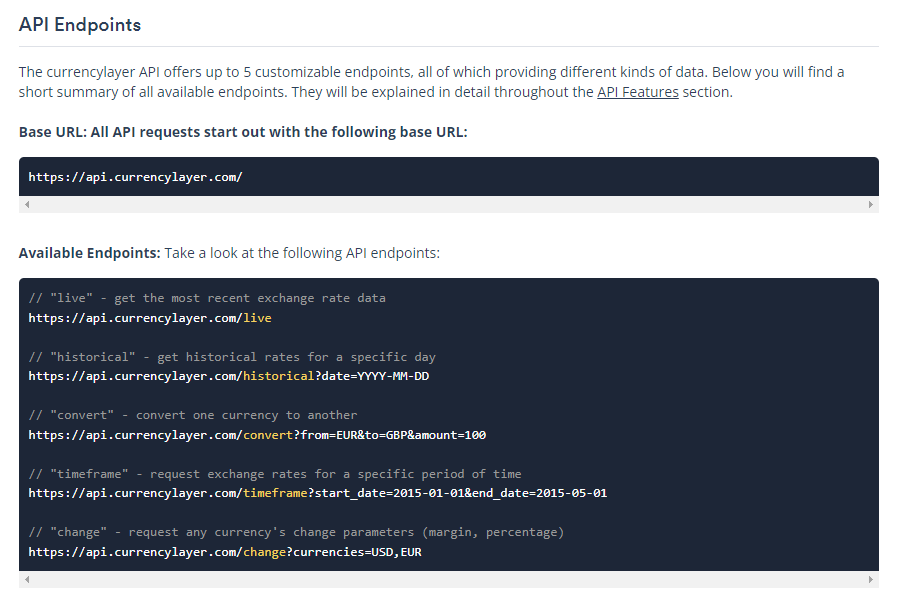 API Endpoints
The currencylayer API offers up to 5 customizable endpoints, all of which providing different kinds of data. Below you will find a
short summary of all available endpoints. They will be explained in detail throughout the API Features section.
Base URL: All API requests start out with the following base URL:
https://api.currencylayer.com/
Available Endpoints: Take a look at the following API endpoints:
// "live" - get the most recent exchange rate data
https://api.currencylayer.com/live
// "historical" - get historical rates for a specific day
https://api.currencylayer.com/historical?date=YYYY-MM-DD
// "convert" - convert one currency to another
https://api.currencylayer.com/convert?from=EUR&to=GBP&amount=100
// "timeframe" - request exchange rates for a specific period of time
https://api.currencylayer.com/timeframe?start_date=2015-01-01&end_date=2015-05-01
// "change" - request any currency's change parameters (margin, percentage)
https://api.currencylayer.com/change?currencies=USD,EUR